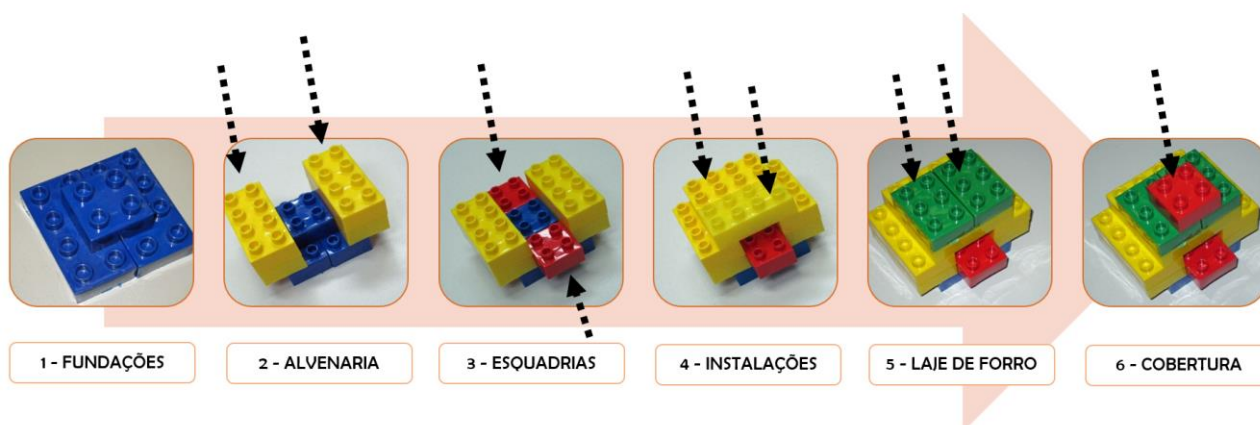 1 - FUNDAÇÕES
2 - ALVENARIA
3 - ESQUADRIAS
4 - INSTALAÇÕES
5 - LAJE DE FORRO
6 - COBERTURA